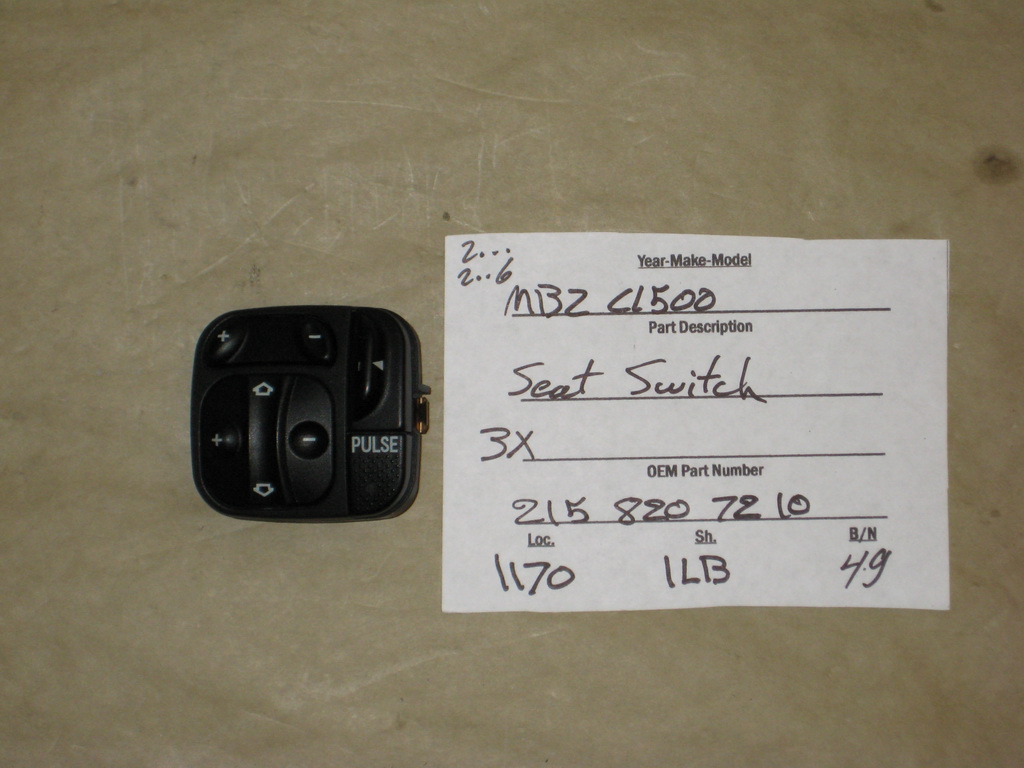 2...
2..6
Year-Make-Model
MBZ Cl500
Part Description
Seat Switch
3X
OEM Part Number
215 820 72 10
Loc. Sh. B/N
1170 1LB 49
+ −
+ −
PULSE